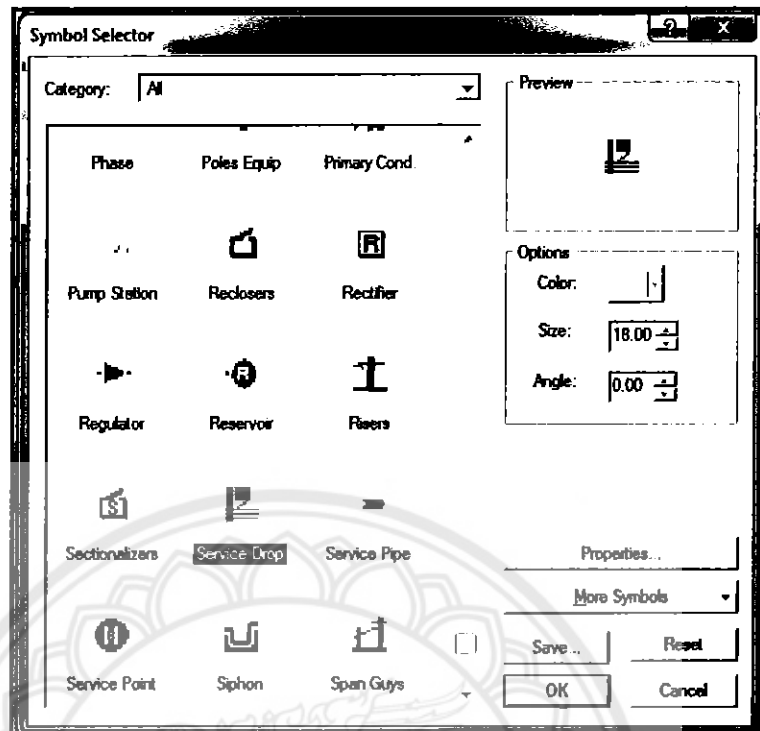 Symbol Selector
? X
Category: All
Preview
Phase Poles Equip Primary Cond.
R
Pump Station Reclosers Rectifier
Options
Color:
Size: 18.00
Angle: 0.00
R
Regulator Reservoir Risers
S
Sectionalizers Service Drop Service Pipe
Properties...
More Symbols
Service Point Siphon Span Guys
Save... Reset
OK Cancel